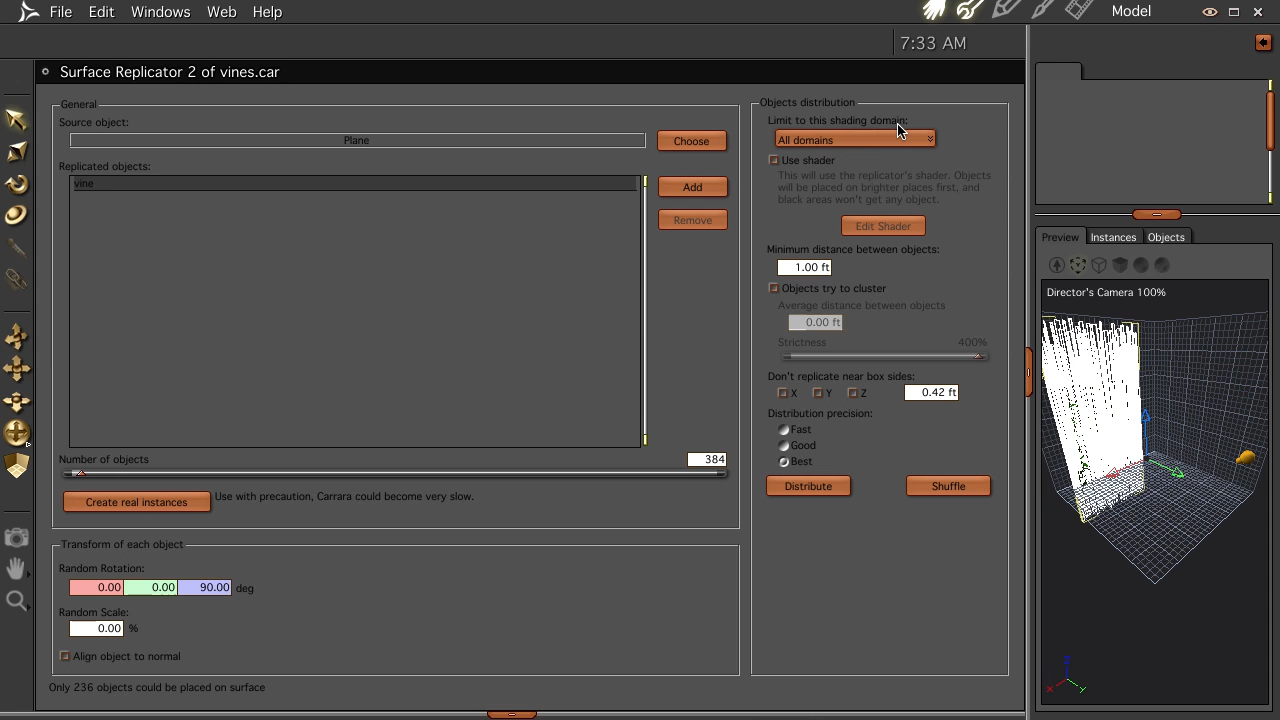 File Edit Windows Web Help
Model
7:33 AM
Surface Replicator 2 of vines.car
General
Source object:
Plane
Choose
Replicated objects:
vine
Add
Remove
Number of objects
384
Create real instances
Use with precaution, Carrara could become very slow.
Transform of each object
Random Rotation:
0.00 0.00 90.00 deg
Random Scale:
0.00 %
Align object to normal
Only 236 objects could be placed on surface
Objects distribution
Limit to this shading domain:
All domains
Use shader
This will use the replicator's shader. Objects
will be placed on brighter places first, and
black areas won't get any object.
Edit Shader
Minimum distance between objects:
1.00 ft
Objects try to cluster
Average distance between objects
0.00 ft
Strictness 400%
Don't replicate near box sides:
X Y Z 0.42 ft
Distribution precision:
Fast
Good
Best
Distribute Shuffle
Preview Instances Objects
Director's Camera 100%